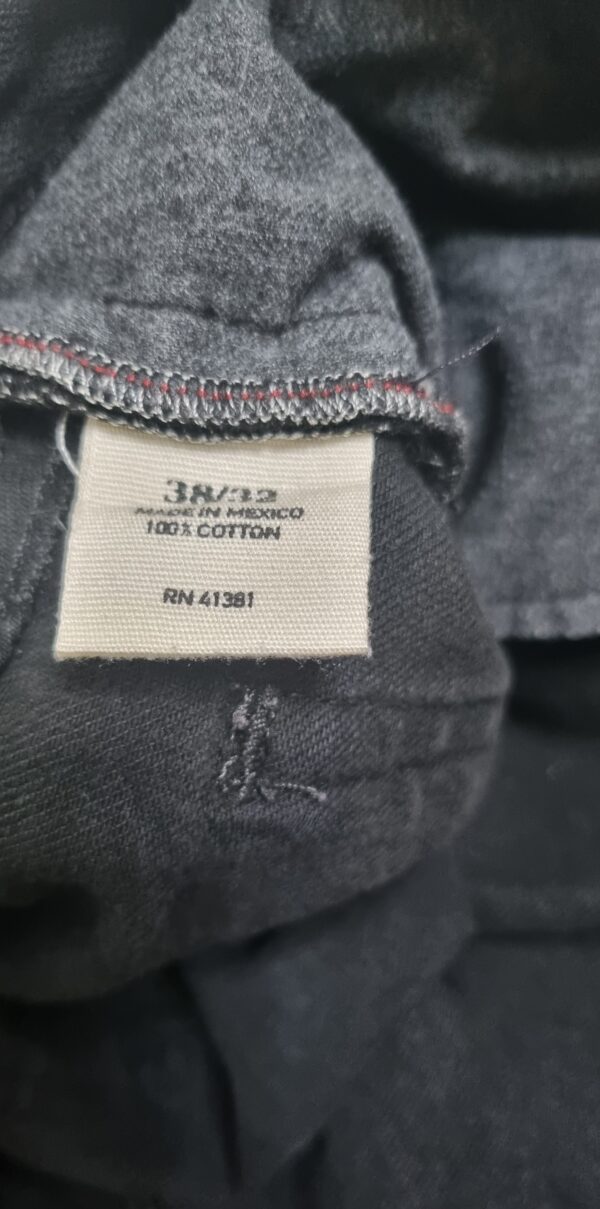 38/32
MADE IN MEXICO
100% COTTON
RN 41381